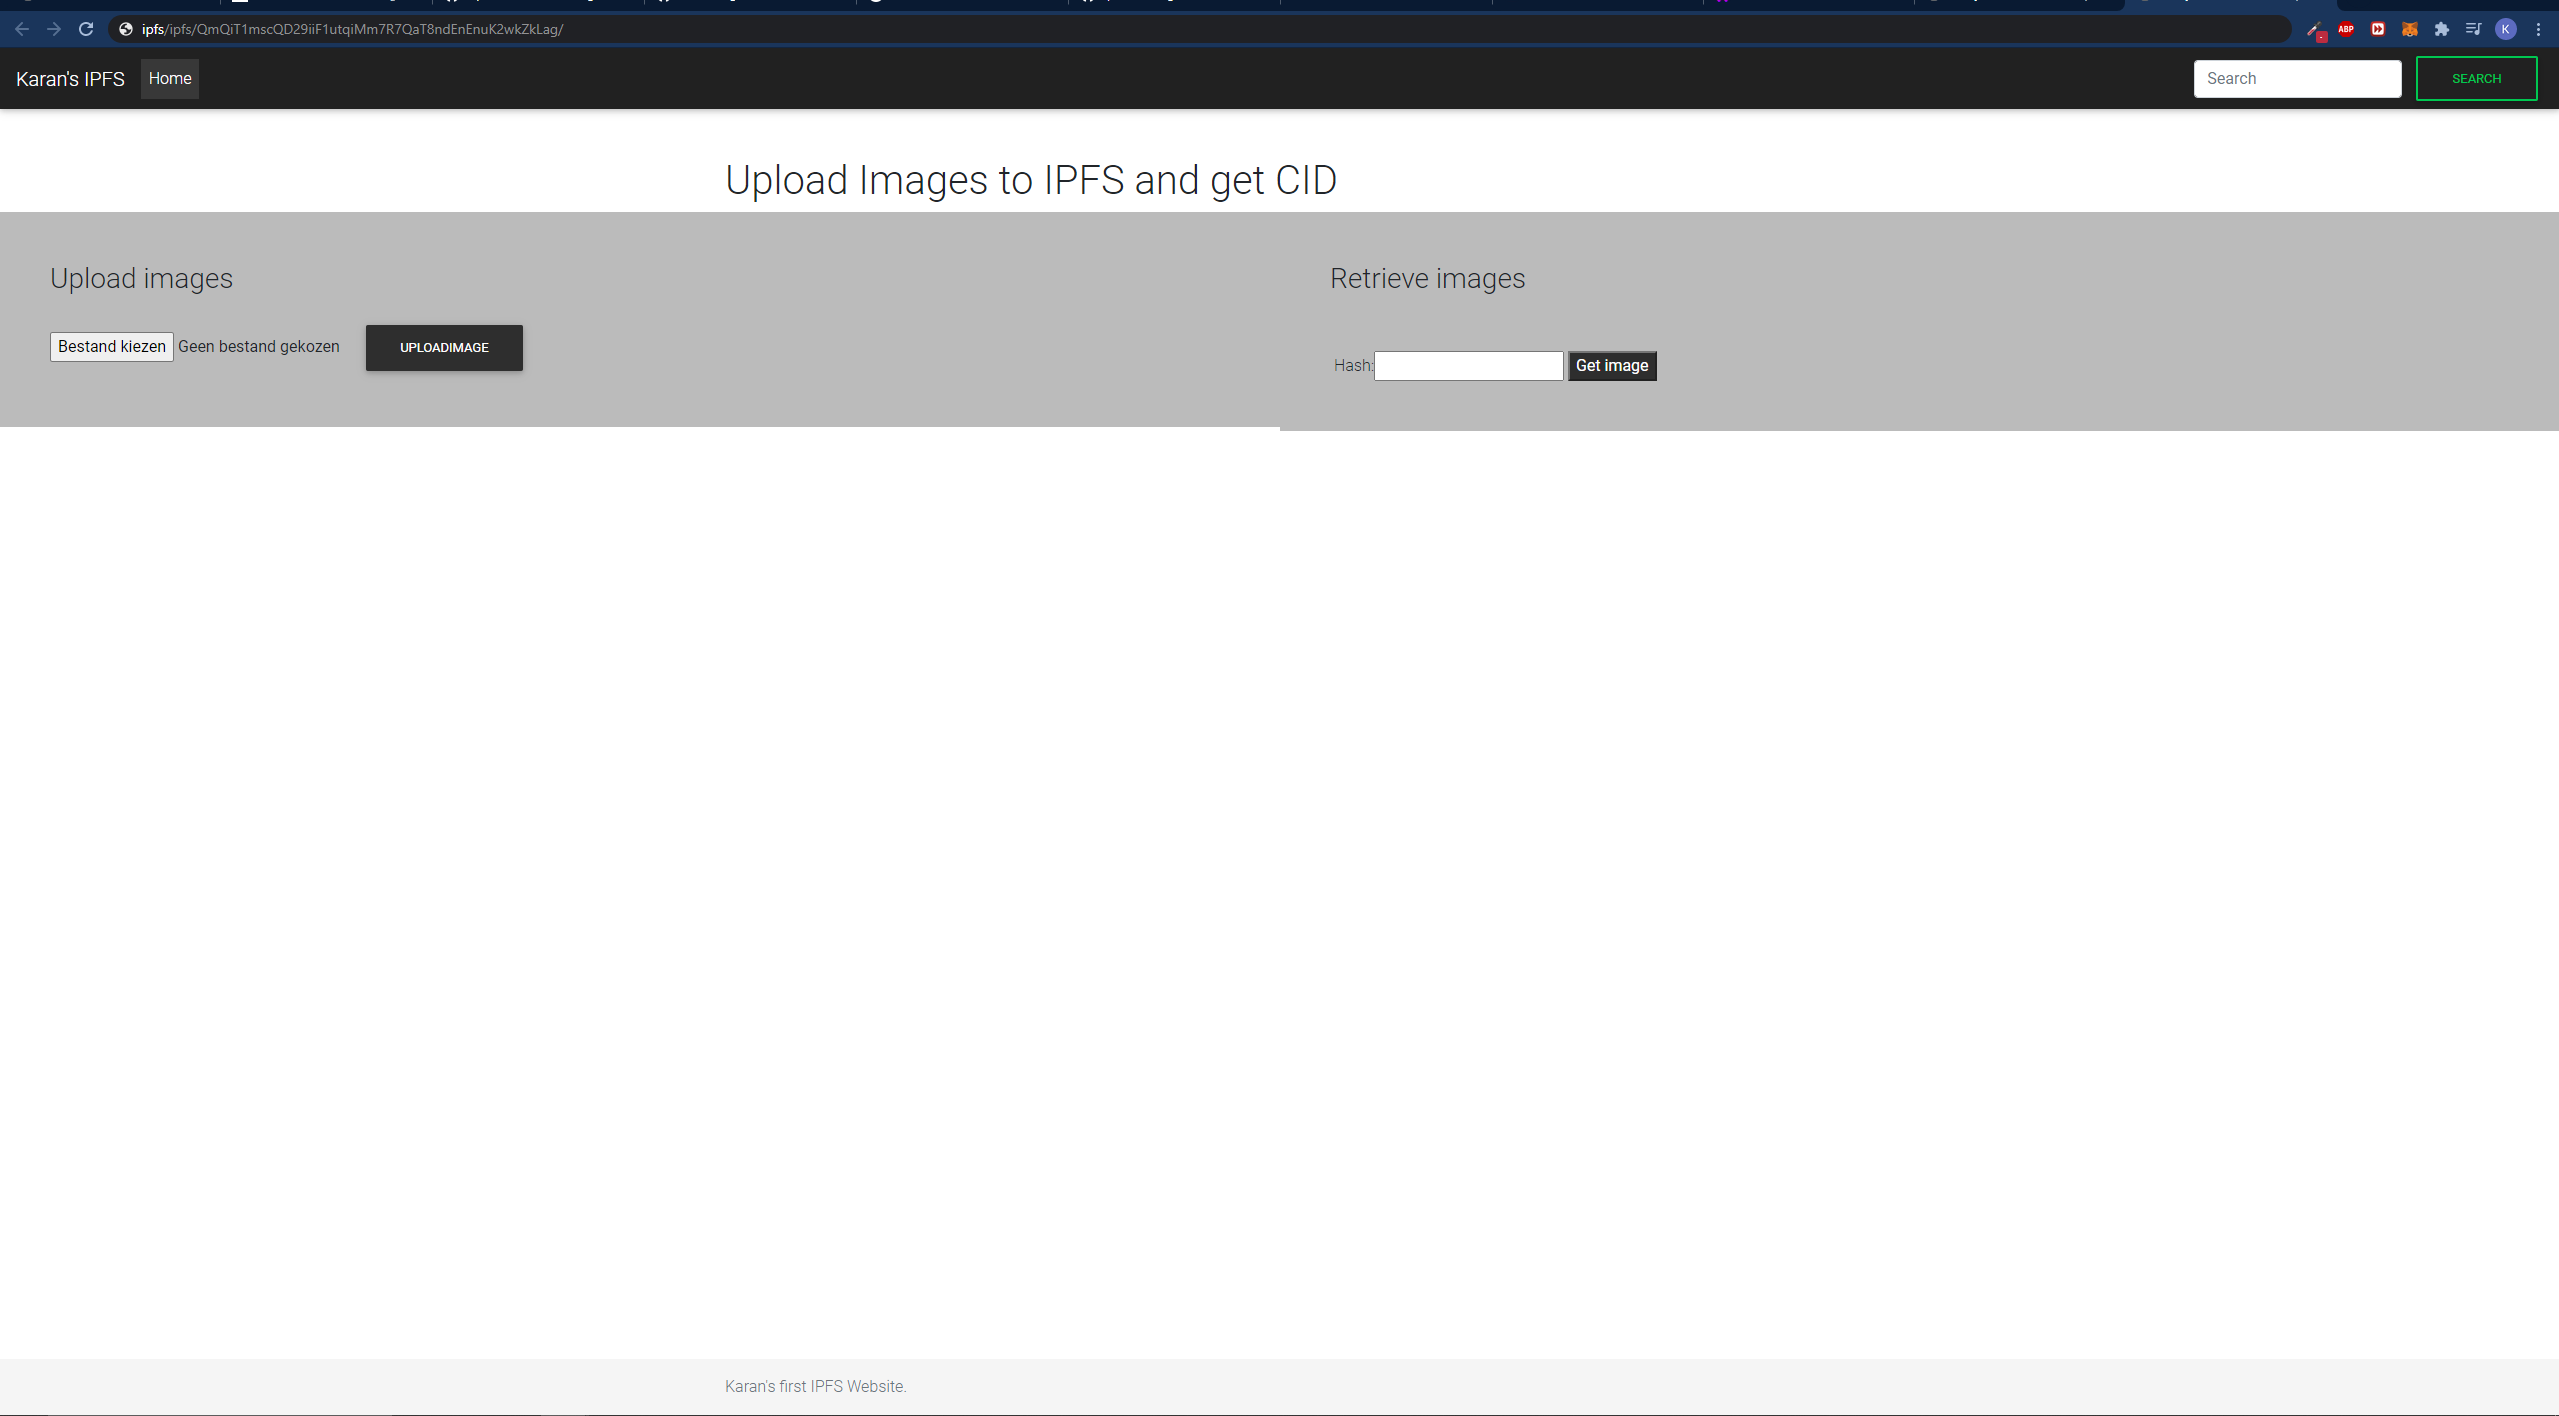 ipfs/ipfs/QmQiT1mscQD29iiF1utqiMm7R7QaT8ndEnEnuK2wkZkLag/
ABP
K
Karan's IPFS Home Search SEARCH
Upload Images to IPFS and get CID
Upload images
Bestand kiezen Geen bestand gekozen UPLOADIMAGE
Retrieve images
Hash: Get image
Karan's first IPFS Website.